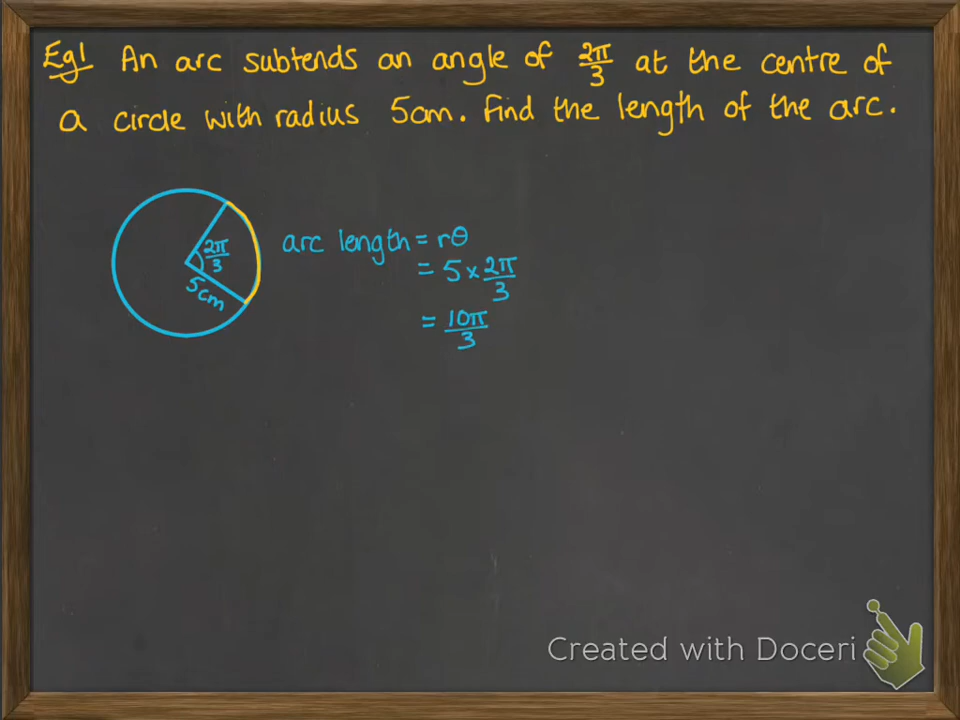 Eg1 An arc subtends an angle of 2π/3 at the centre of
a circle with radius 5cm. Find the length of the arc.
2π/3
5cm
arc length = rθ
= 5 × 2π/3
= 10π/3
Created with Doceri